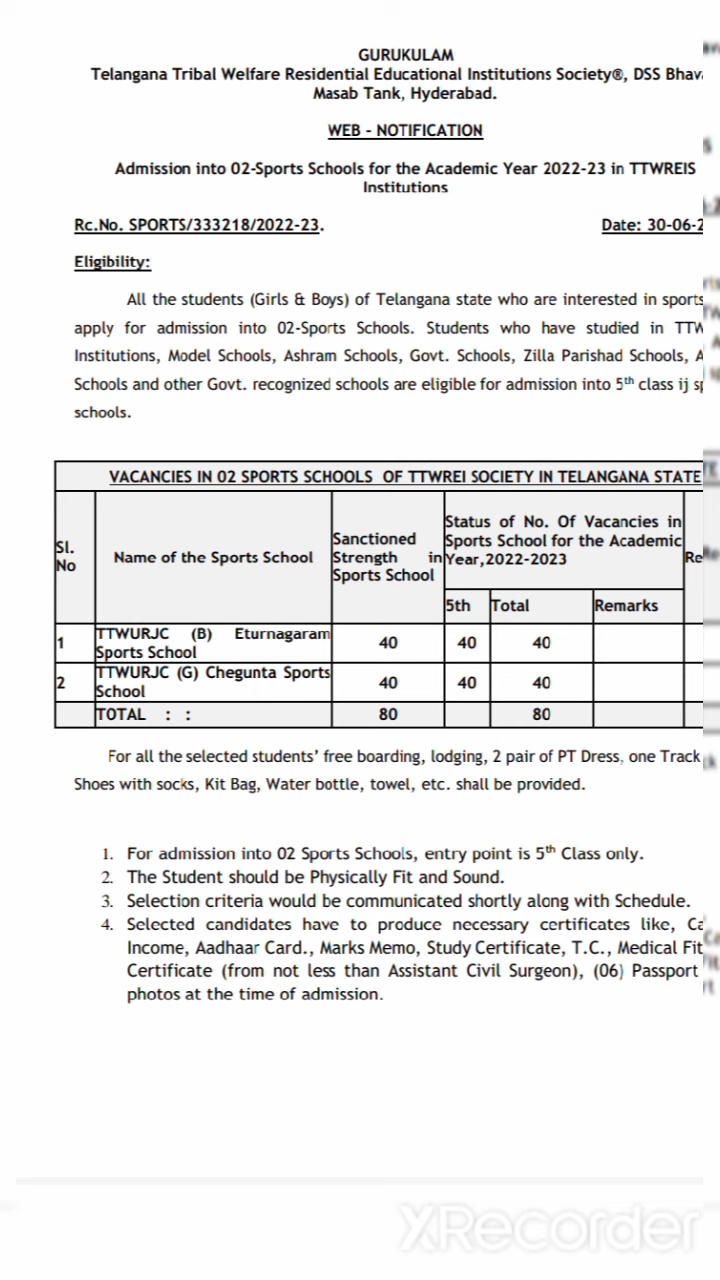 GURUKULAM
Telangana Tribal Welfare Residential Educational Institutions Society®, DSS Bhav
Masab Tank, Hyderabad.
WEB - NOTIFICATION
Admission into 02-Sports Schools for the Academic Year 2022-23 in TTWREIS
Institutions
Rc.No. SPORTS/333218/2022-23. Date: 30-06-2
Eligibility:
All the students (Girls & Boys) of Telangana state who are interested in sports
apply for admission into 02-Sports Schools. Students who have studied in TTW
Institutions, Model Schools, Ashram Schools, Govt. Schools, Zilla Parishad Schools, A
Schools and other Govt. recognized schools are eligible for admission into 5th class ij sp
schools.
VACANCIES IN 02 SPORTS SCHOOLS OF TTWREI SOCIETY IN TELANGANA STATE
Sl. No Name of the Sports School Sanctioned Strength in Sports School Status of No. Of Vacancies in Sports School for the Academic Year,2022-2023 Re
5th Total Remarks
1 TTWURJC (B) Eturnagaram Sports School 40 40 40
2 TTWURJC (G) Chegunta Sports School 40 40 40
TOTAL : : 80 80
For all the selected students’ free boarding, lodging, 2 pair of PT Dress, one Track
Shoes with socks, Kit Bag, Water bottle, towel, etc. shall be provided.
1. For admission into 02 Sports Schools, entry point is 5th Class only.
2. The Student should be Physically Fit and Sound.
3. Selection criteria would be communicated shortly along with Schedule.
4. Selected candidates have to produce necessary certificates like, Ca
Income, Aadhaar Card., Marks Memo, Study Certificate, T.C., Medical Fit
Certificate (from not less than Assistant Civil Surgeon), (06) Passport
photos at the time of admission.
XRecorder